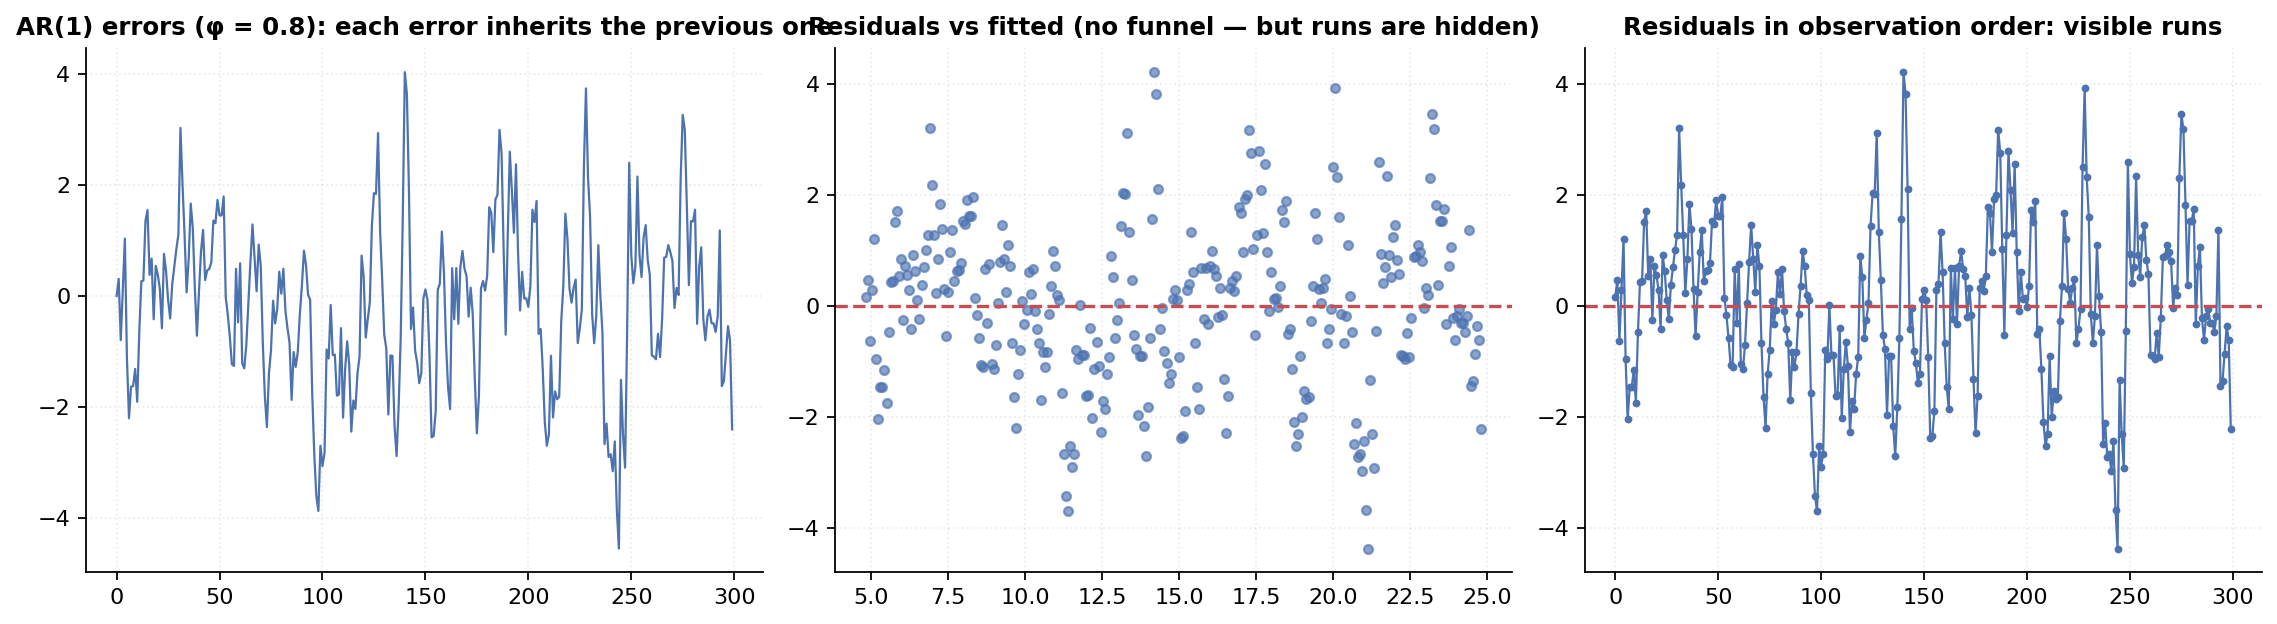 AR(1) errors (φ = 0.8): each error inherits the previous one
Residuals vs fitted (no funnel — but runs are hidden)
Residuals in observation order: visible runs
4
2
0
−2
−4
0 50 100 150 200 250 300
4
2
0
−2
−4
5.0 7.5 10.0 12.5 15.0 17.5 20.0 22.5 25.0
4
2
0
−2
−4
0 50 100 150 200 250 300